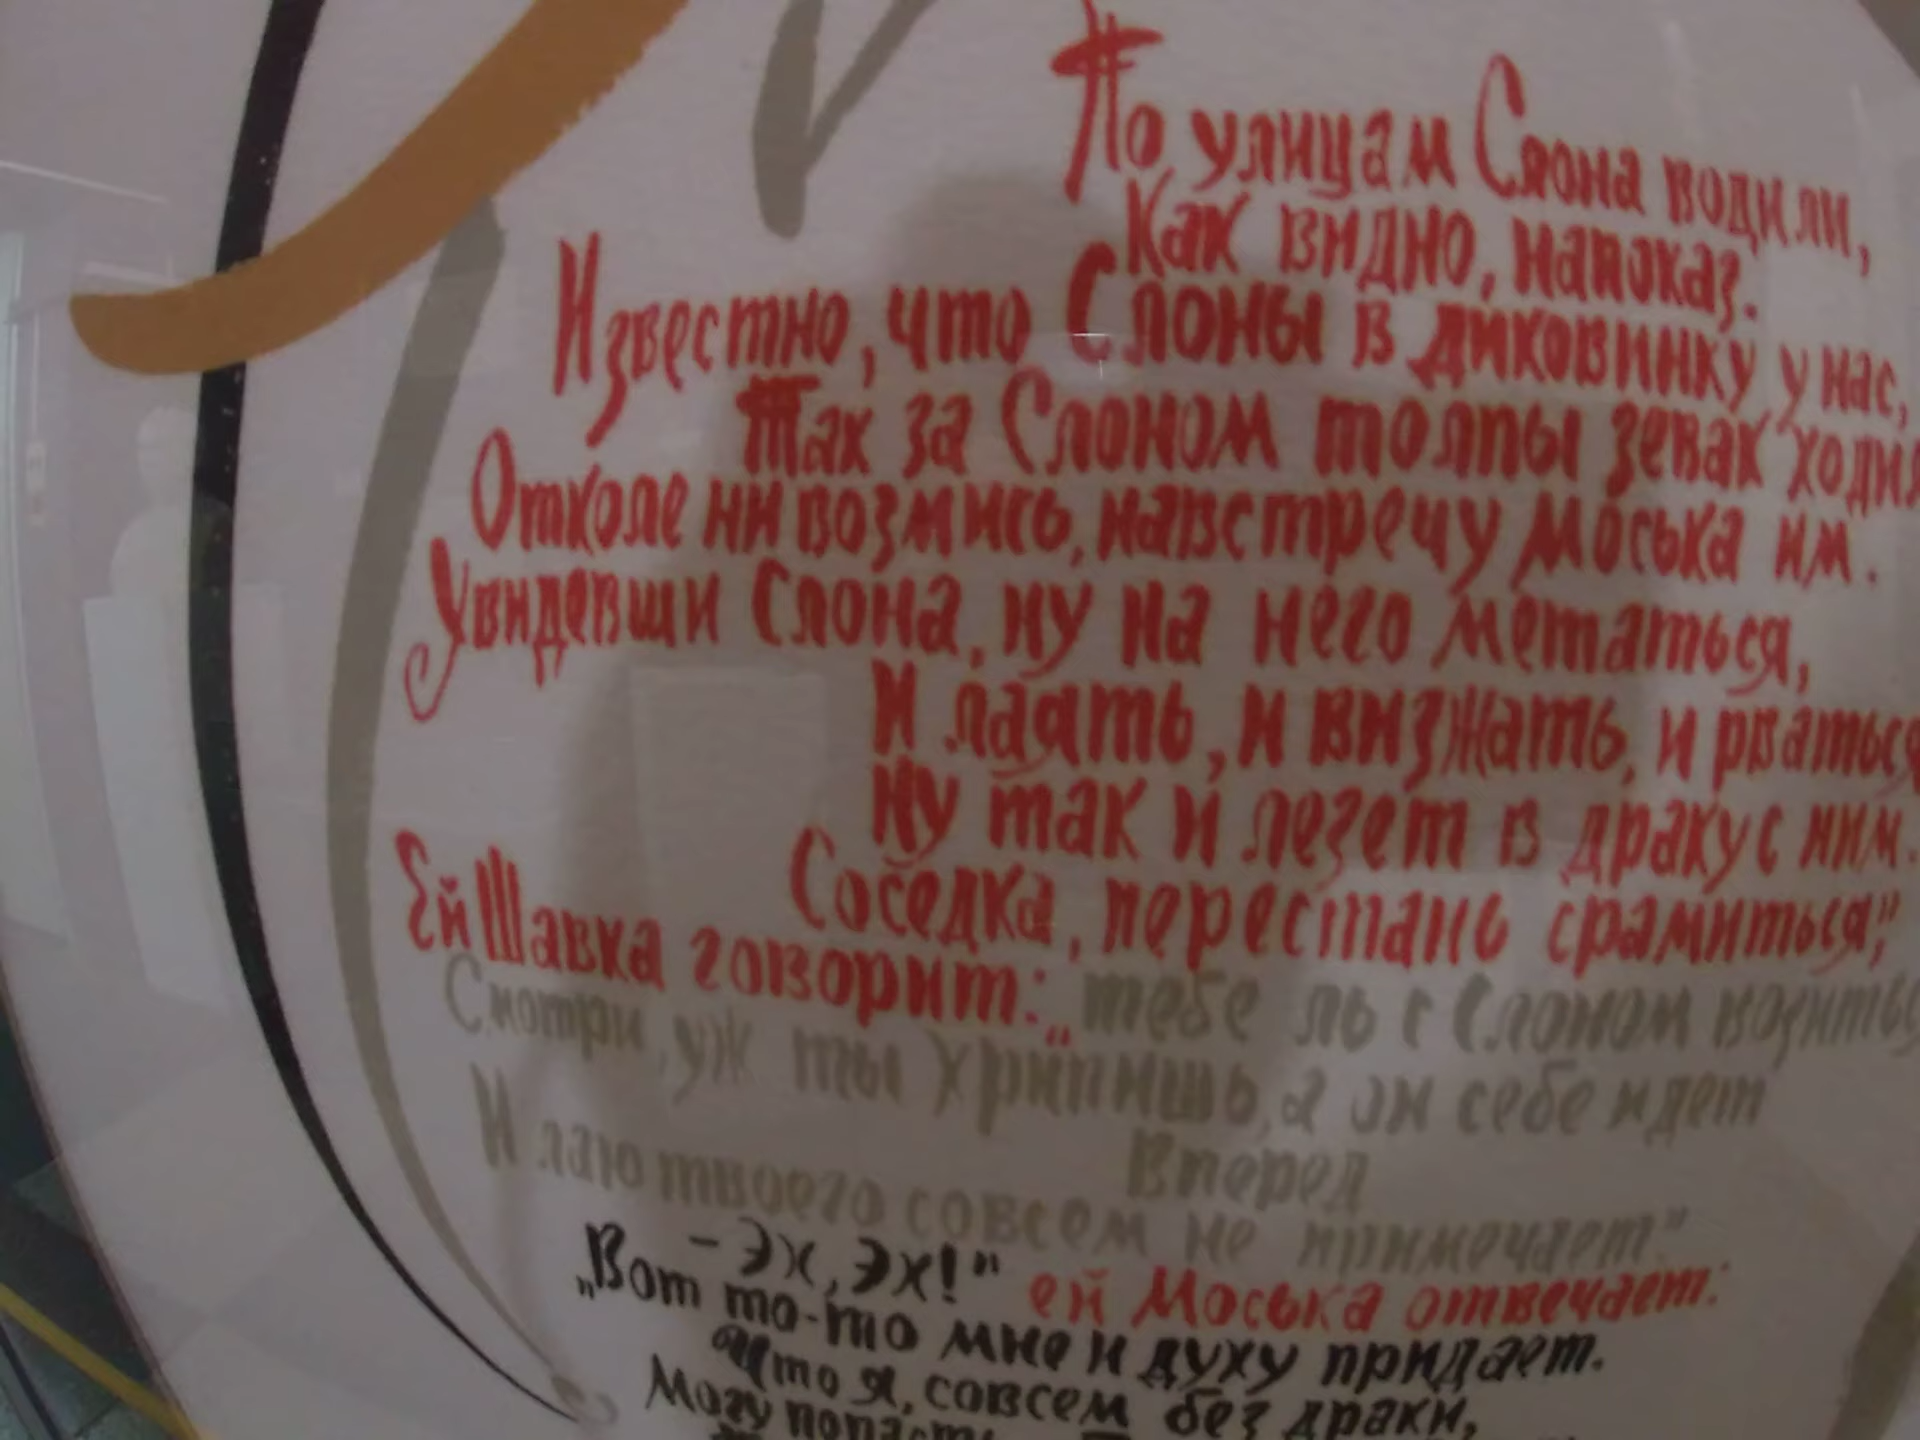 По улицам Слона водили,
Как видно, напоказ.
Известно, что Слоны в диковинку у нас,
Так за Слоном толпы зевак
Отколе ни возмись, навстречу Моська им.
Увидевши Слона, ну на него метаться,
И лаять, и визжать, и рваться
Ну так и лезет в драку с ним.
Соседка, перестань срамиться",
Ей Шавка говорит: „тебе ль с Слоном
Смотри, уж ты хрипишь, а он себе идет
Вперед
И лаю твоего совсем не примечает"
- Эх, эх!" ей Моська отвечает:
„Вот то-то мне и духу придает.
Что я, совсем без драки,
Могу попасть